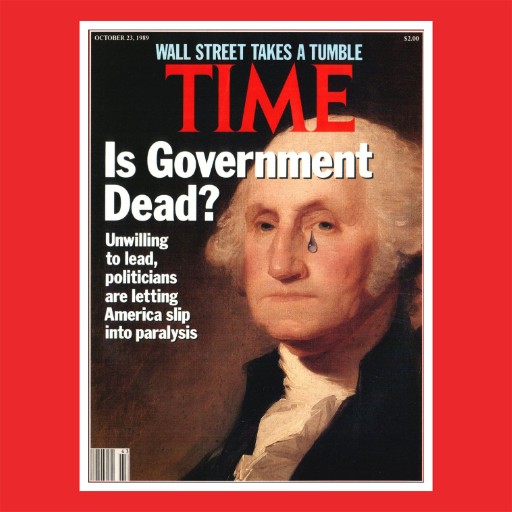 OCTOBER 23, 1989
$2.00
WALL STREET TAKES A TUMBLE
TIME
Is Government
Dead?
Unwilling
to lead,
politicians
are letting
America slip
into paralysis